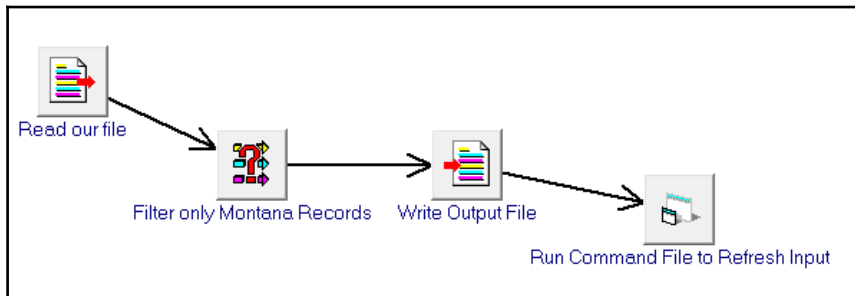 Read our file
Filter only Montana Records
Write Output File
Run Command File to Refresh Input